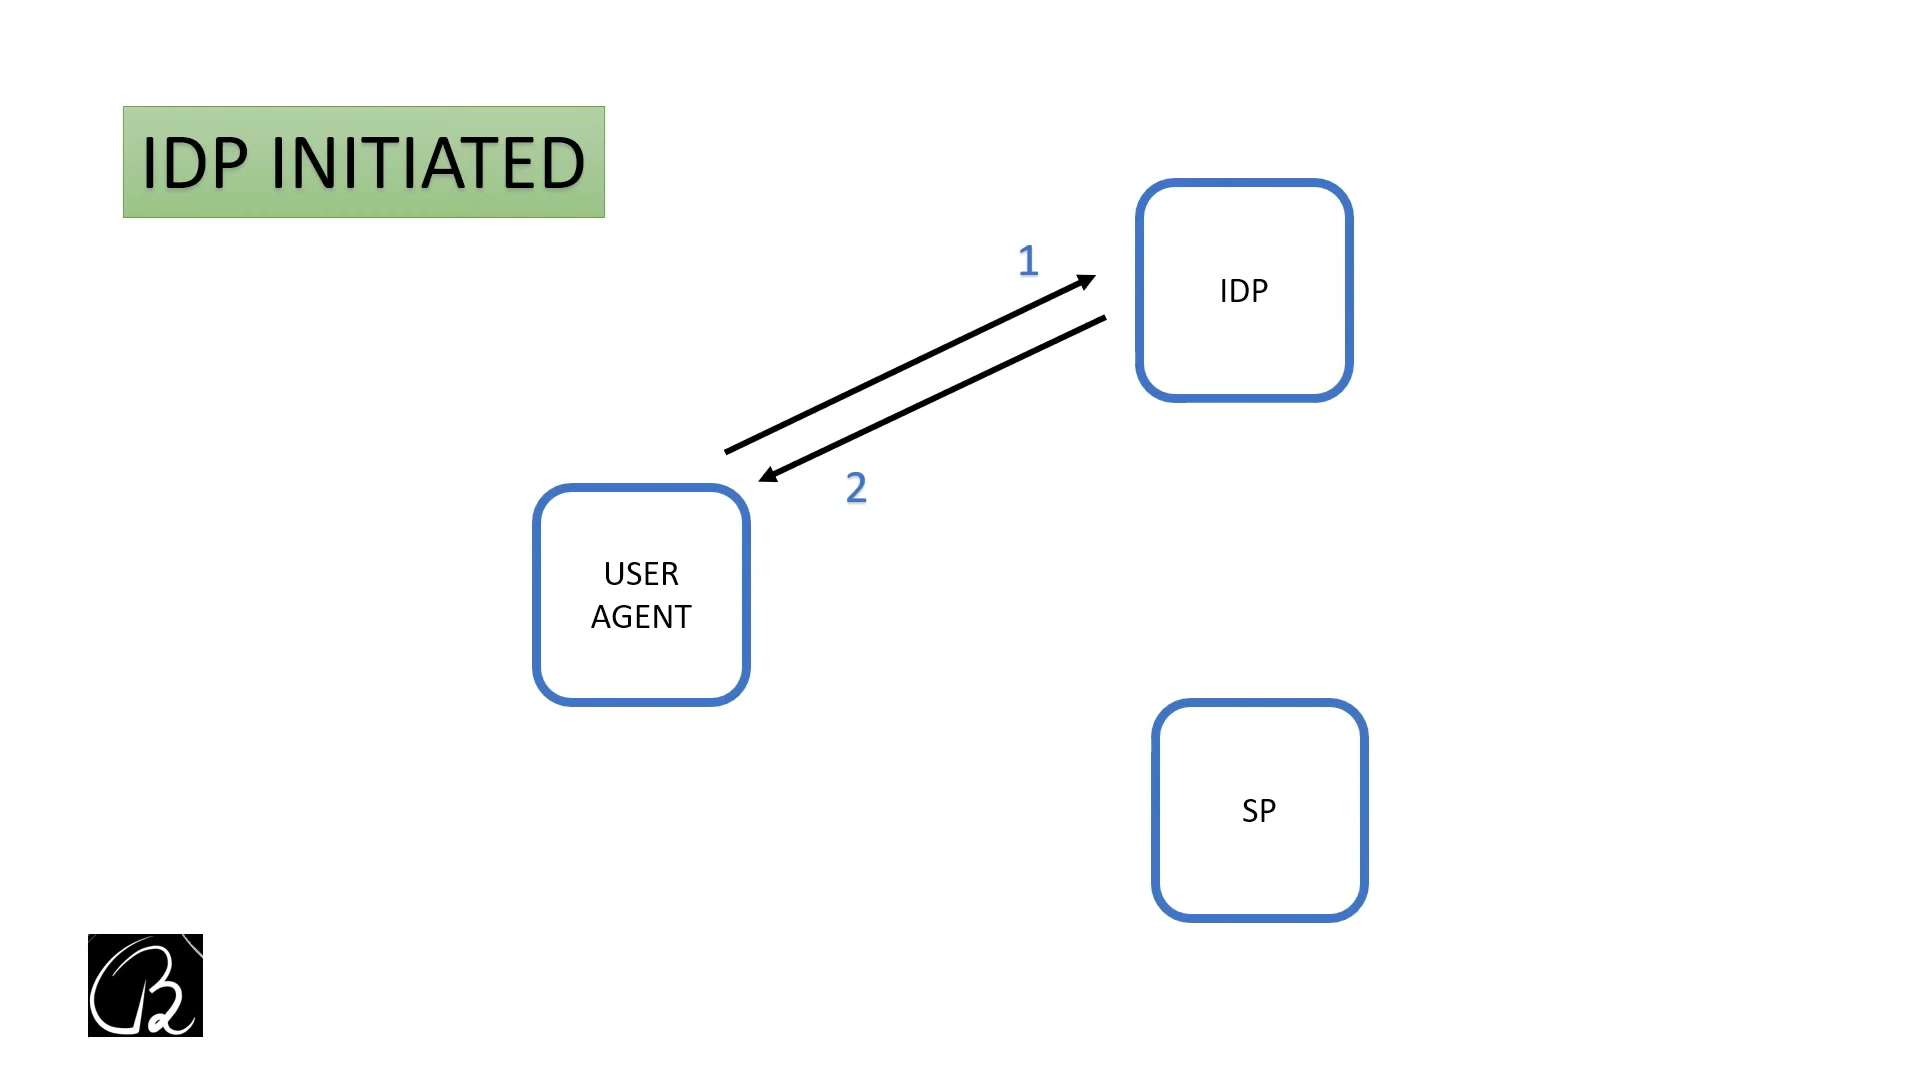 IDP INITIATED
1
IDP
2
USER
AGENT
SP